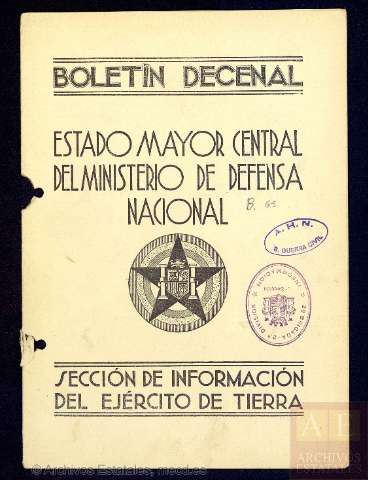 BOLETÍN DECENAL
ESTADO MAYOR CENTRAL
DEL MINISTERIO DE DEFENSA
NACIONAL
B.
A. H. N.
S. GUERRA CIVIL
SECCIÓN DE INFORMACIÓN
DEL EJÉRCITO DE TIERRA
AE
ARCHIVOS
ESTATALES
© Archivos Estatales, mecd.es